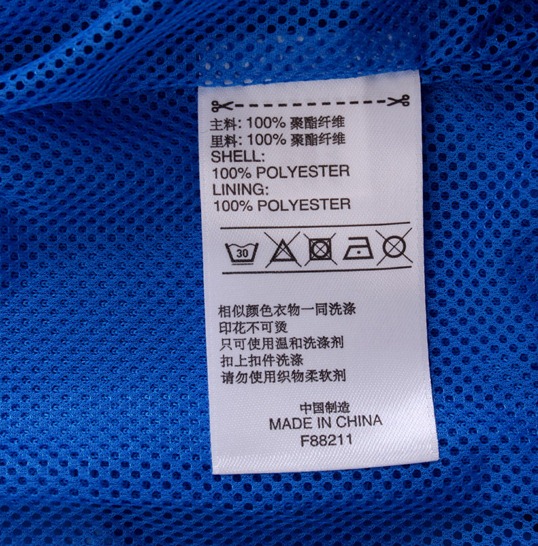 主料: 100% 聚酯纤维
里料: 100% 聚酯纤维
SHELL:
100% POLYESTER
LINING:
100% POLYESTER
30
相似颜色衣物一同洗涤
印花不可烫
只可使用温和洗涤剂
扣上扣件洗涤
请勿使用织物柔软剂
中国制造
MADE IN CHINA
F88211